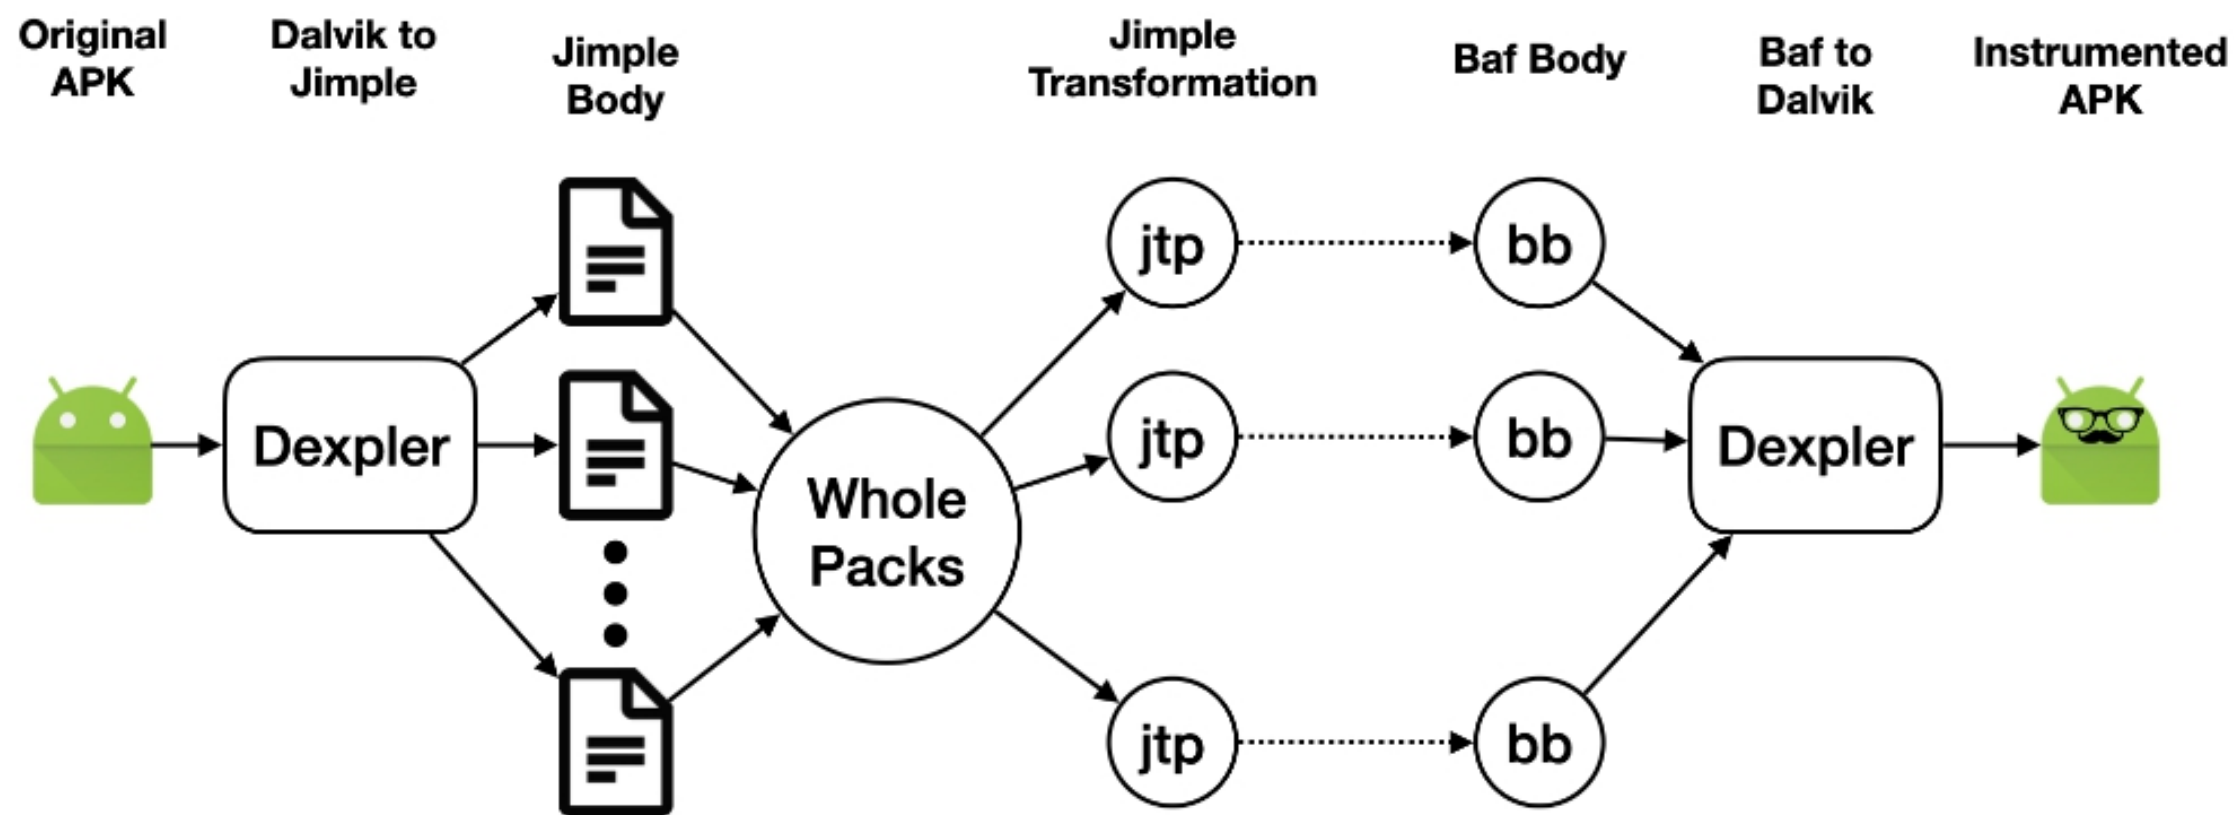 Original
APK
Dalvik to
Jimple
Jimple
Body
Jimple
Transformation
Baf Body
Baf to
Dalvik
Instrumented
APK
jtp
bb
Dexpler
jtp
bb
Dexpler
Whole
Packs
jtp
bb